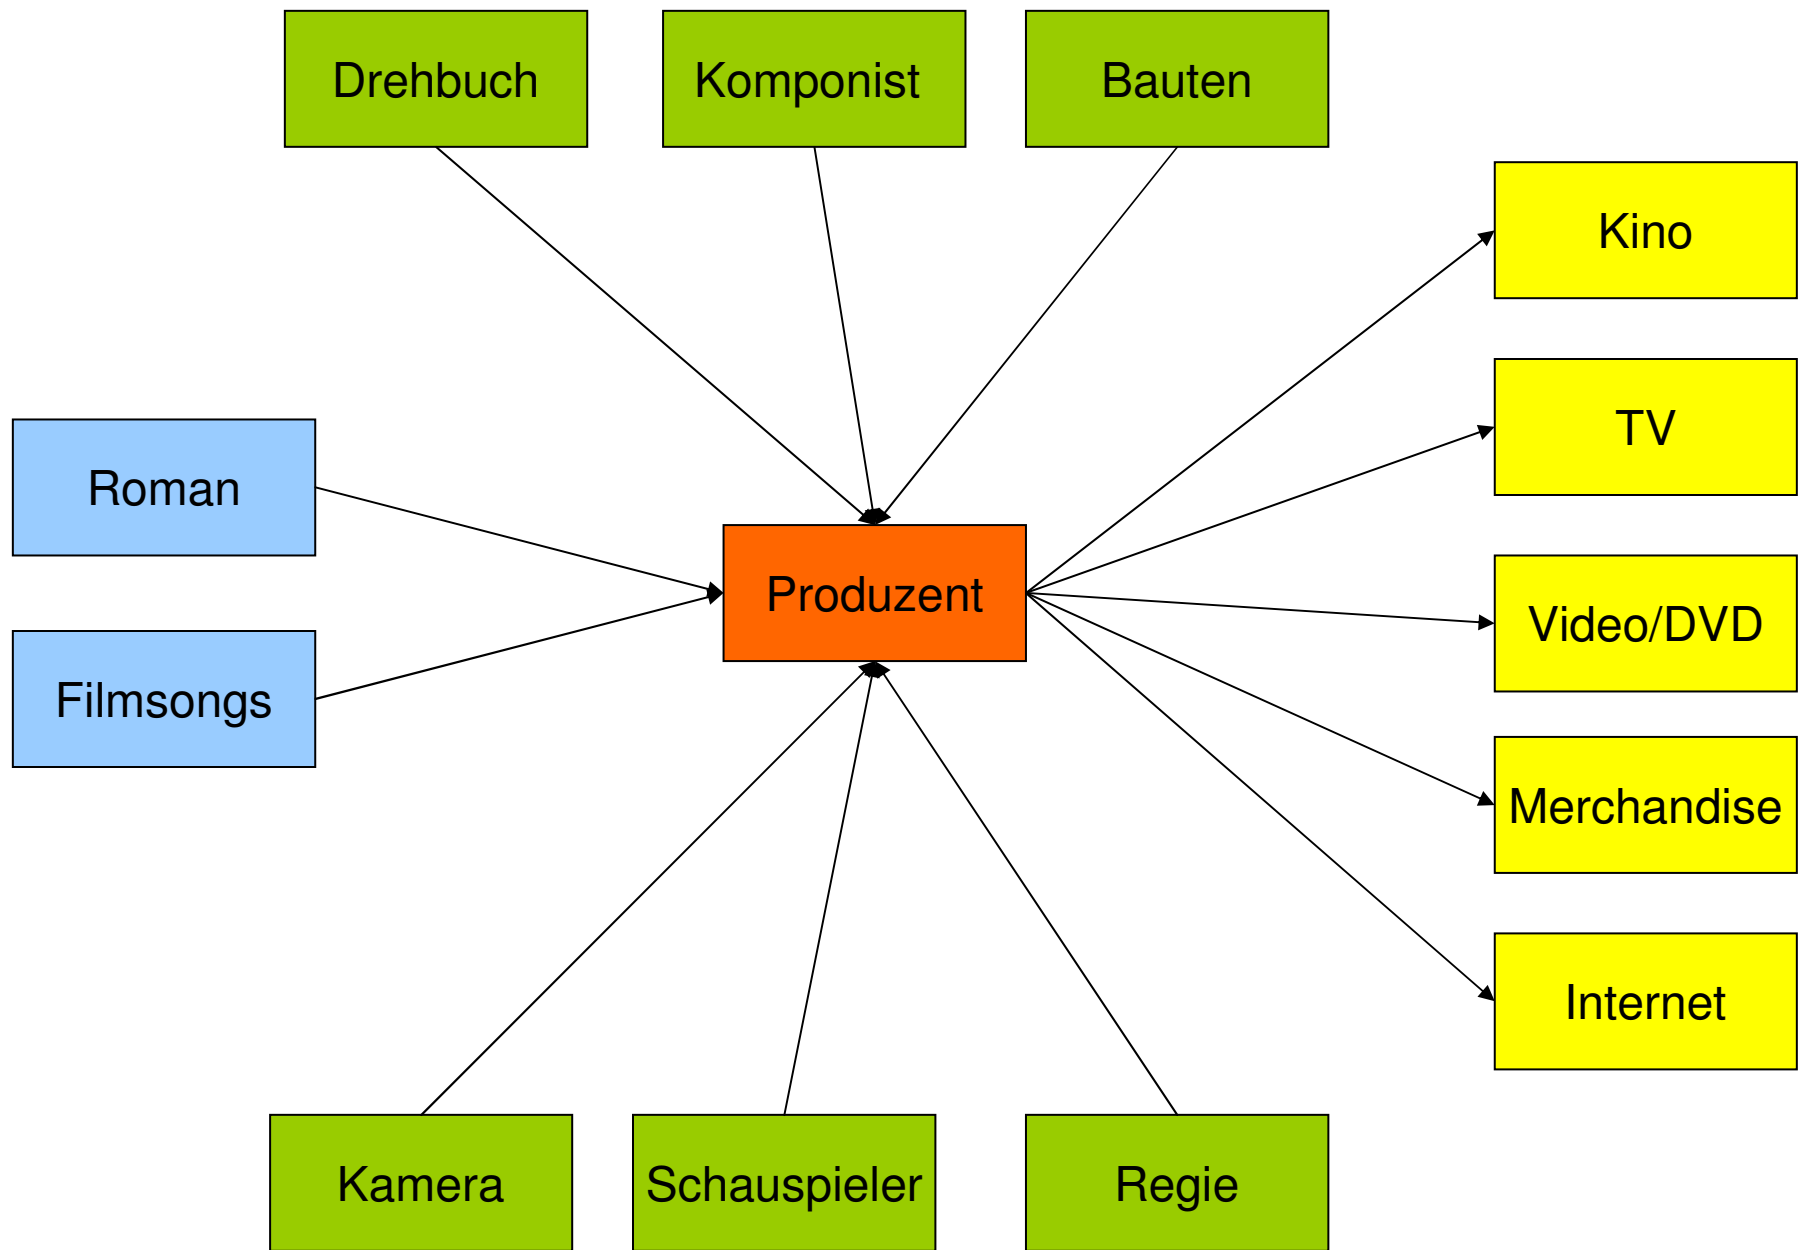 Drehbuch
Komponist
Bauten
Kino
TV
Roman
Produzent
Video/DVD
Filmsongs
Merchandise
Internet
Kamera
Schauspieler
Regie